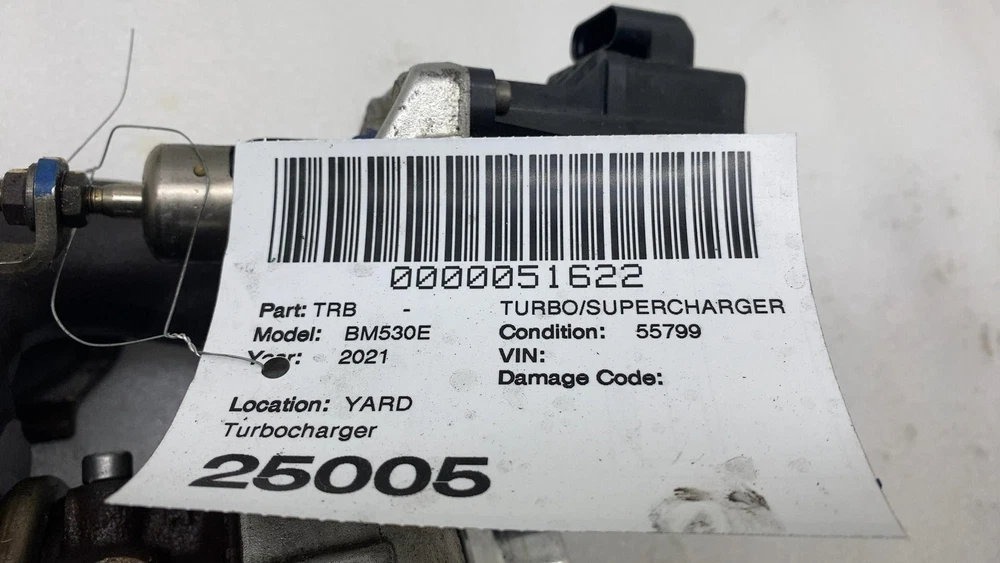 0000051622
Part: TRB - TURBO/SUPERCHARGER
Model: BM530E Condition: 55799
Year: 2021 VIN:
Damage Code:
Location: YARD
Turbocharger
25005